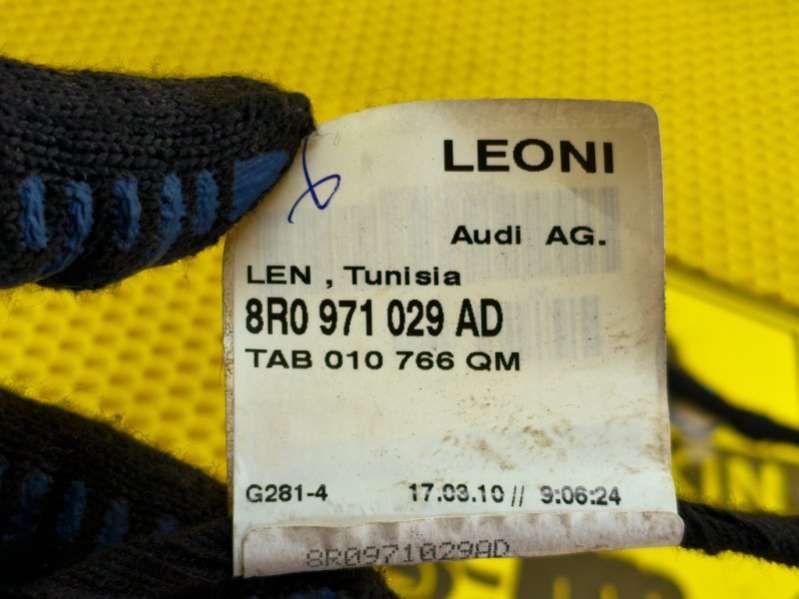 LEONI
Audi AG.
LEN , Tunisia
8R0 971 029 AD
TAB 010 766 QM
G281-4 17.03.10 // 9:06:24
8R0971029AD
KIN